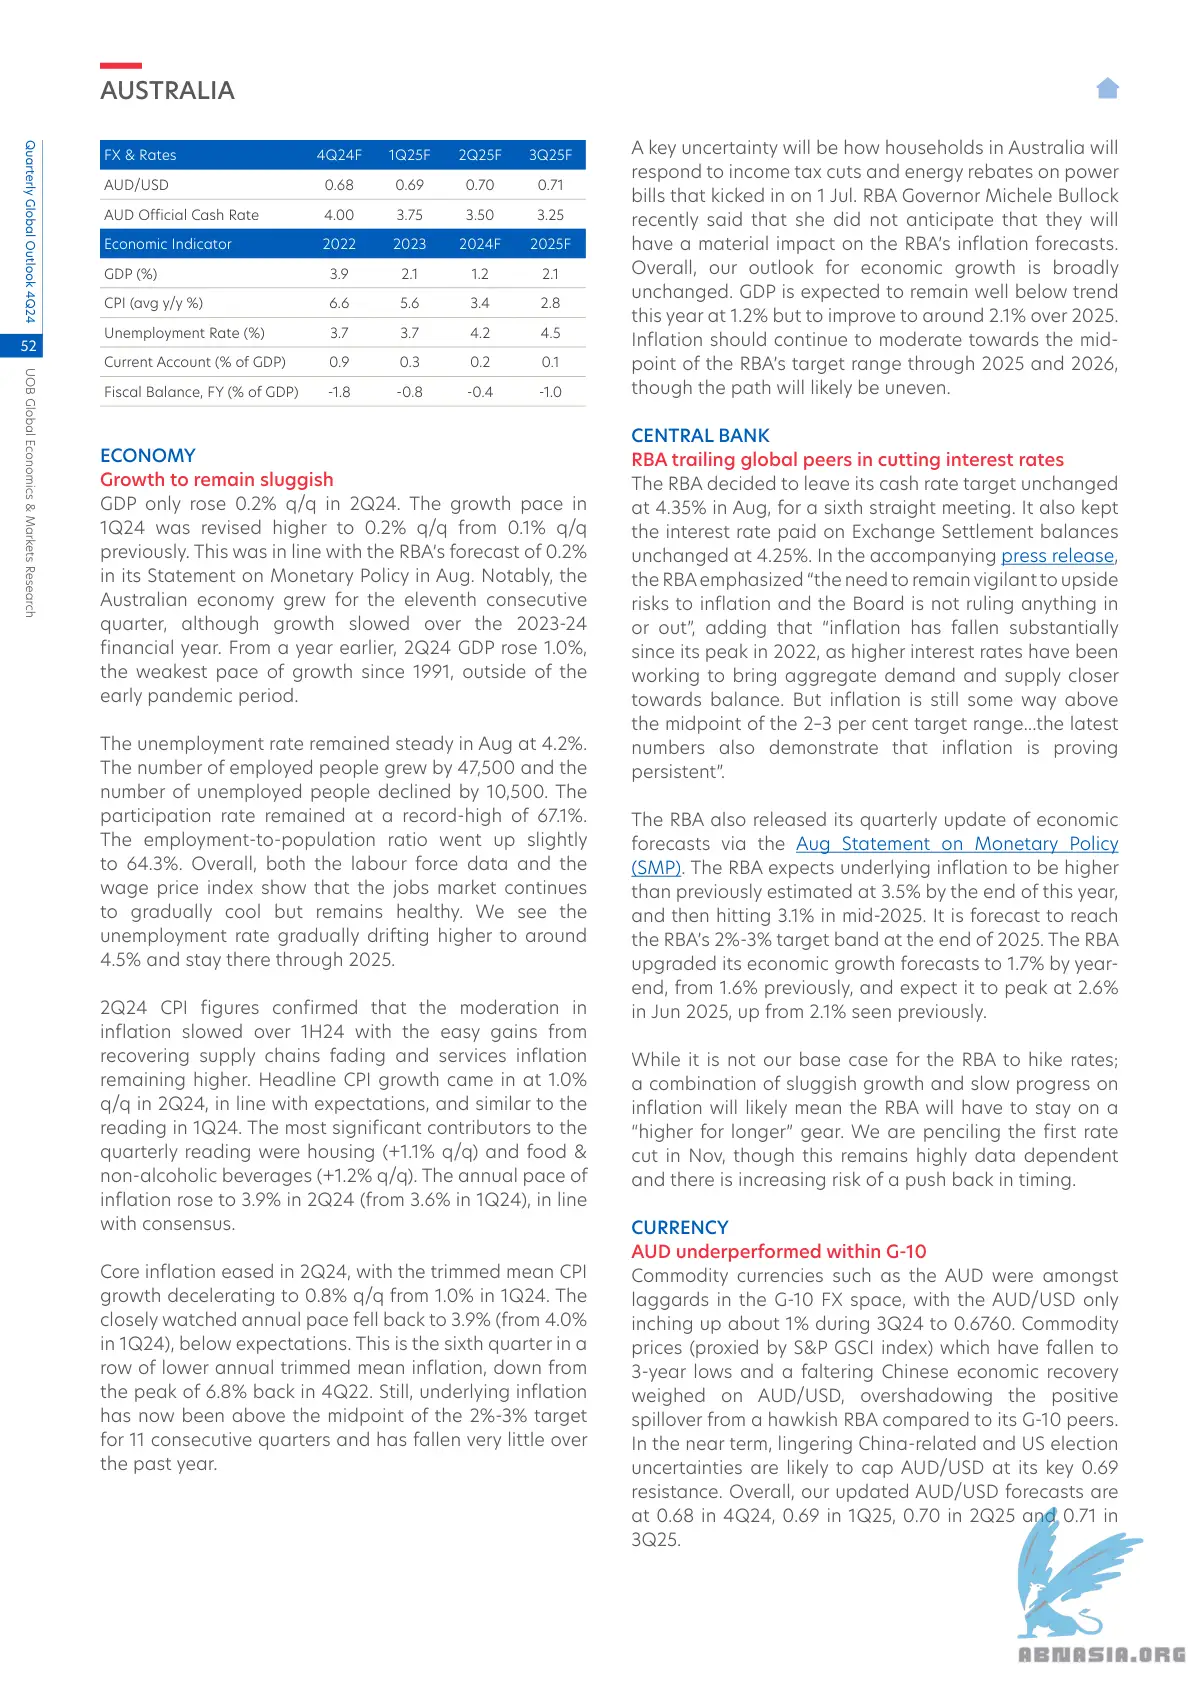 AUSTRALIA
Quarterly Global Outlook 4Q24
52
UOB Global Economics & Markets Research
FX & Rates 4Q24F 1Q25F 2Q25F 3Q25F
AUD/USD 0.68 0.69 0.70 0.71
AUD Official Cash Rate 4.00 3.75 3.50 3.25
Economic Indicator 2022 2023 2024F 2025F
GDP (%) 3.9 2.1 1.2 2.1
CPI (avg y/y %) 6.6 5.6 3.4 2.8
Unemployment Rate (%) 3.7 3.7 4.2 4.5
Current Account (% of GDP) 0.9 0.3 0.2 0.1
Fiscal Balance, FY (% of GDP) -1.8 -0.8 -0.4 -1.0
ECONOMY
Growth to remain sluggish
GDP only rose 0.2% q/q in 2Q24. The growth pace in
1Q24 was revised higher to 0.2% q/q from 0.1% q/q
previously. This was in line with the RBA's forecast of 0.2%
in its Statement on Monetary Policy in Aug. Notably, the
Australian economy grew for the eleventh consecutive
quarter, although growth slowed over the 2023-24
financial year. From a year earlier, 2Q24 GDP rose 1.0%,
the weakest pace of growth since 1991, outside of the
early pandemic period.
The unemployment rate remained steady in Aug at 4.2%.
The number of employed people grew by 47,500 and the
number of unemployed people declined by 10,500. The
participation rate remained at a record-high of 67.1%.
The employment-to-population ratio went up slightly
to 64.3%. Overall, both the labour force data and the
wage price index show that the jobs market continues
to gradually cool but remains healthy. We see the
unemployment rate gradually drifting higher to around
4.5% and stay there through 2025.
2Q24 CPI figures confirmed that the moderation in
inflation slowed over 1H24 with the easy gains from
recovering supply chains fading and services inflation
remaining higher. Headline CPI growth came in at 1.0%
q/q in 2Q24, in line with expectations, and similar to the
reading in 1Q24. The most significant contributors to the
quarterly reading were housing (+1.1% q/q) and food &
non-alcoholic beverages (+1.2% q/q). The annual pace of
inflation rose to 3.9% in 2Q24 (from 3.6% in 1Q24), in line
with consensus.
Core inflation eased in 2Q24, with the trimmed mean CPI
growth decelerating to 0.8% q/q from 1.0% in 1Q24. The
closely watched annual pace fell back to 3.9% (from 4.0%
in 1Q24), below expectations. This is the sixth quarter in a
row of lower annual trimmed mean inflation, down from
the peak of 6.8% back in 4Q22. Still, underlying inflation
has now been above the midpoint of the 2%-3% target
for 11 consecutive quarters and has fallen very little over
the past year.
A key uncertainty will be how households in Australia will
respond to income tax cuts and energy rebates on power
bills that kicked in on 1 Jul. RBA Governor Michele Bullock
recently said that she did not anticipate that they will
have a material impact on the RBA's inflation forecasts.
Overall, our outlook for economic growth is broadly
unchanged. GDP is expected to remain well below trend
this year at 1.2% but to improve to around 2.1% over 2025.
Inflation should continue to moderate towards the mid-
point of the RBA's target range through 2025 and 2026,
though the path will likely be uneven.
CENTRAL BANK
RBA trailing global peers in cutting interest rates
The RBA decided to leave its cash rate target unchanged
at 4.35% in Aug, for a sixth straight meeting. It also kept
the interest rate paid on Exchange Settlement balances
unchanged at 4.25%. In the accompanying press release,
the RBA emphasized “the need to remain vigilant to upside
risks to inflation and the Board is not ruling anything in
or out”, adding that “inflation has fallen substantially
since its peak in 2022, as higher interest rates have been
working to bring aggregate demand and supply closer
towards balance. But inflation is still some way above
the midpoint of the 2–3 per cent target range...the latest
numbers also demonstrate that inflation is proving
persistent”.
The RBA also released its quarterly update of economic
forecasts via the Aug Statement on Monetary Policy
(SMP). The RBA expects underlying inflation to be higher
than previously estimated at 3.5% by the end of this year,
and then hitting 3.1% in mid-2025. It is forecast to reach
the RBA's 2%-3% target band at the end of 2025. The RBA
upgraded its economic growth forecasts to 1.7% by year-
end, from 1.6% previously, and expect it to peak at 2.6%
in Jun 2025, up from 2.1% seen previously.
While it is not our base case for the RBA to hike rates;
a combination of sluggish growth and slow progress on
inflation will likely mean the RBA will have to stay on a
“higher for longer” gear. We are penciling the first rate
cut in Nov, though this remains highly data dependent
and there is increasing risk of a push back in timing.
CURRENCY
AUD underperformed within G-10
Commodity currencies such as the AUD were amongst
laggards in the G-10 FX space, with the AUD/USD only
inching up about 1% during 3Q24 to 0.6760. Commodity
prices (proxied by S&P GSCI index) which have fallen to
3-year lows and a faltering Chinese economic recovery
weighed on AUD/USD, overshadowing the positive
spillover from a hawkish RBA compared to its G-10 peers.
In the near term, lingering China-related and US election
uncertainties are likely to cap AUD/USD at its key 0.69
resistance. Overall, our updated AUD/USD forecasts are
at 0.68 in 4Q24, 0.69 in 1Q25, 0.70 in 2Q25 and 0.71 in
3Q25.
ABNASIA.ORG